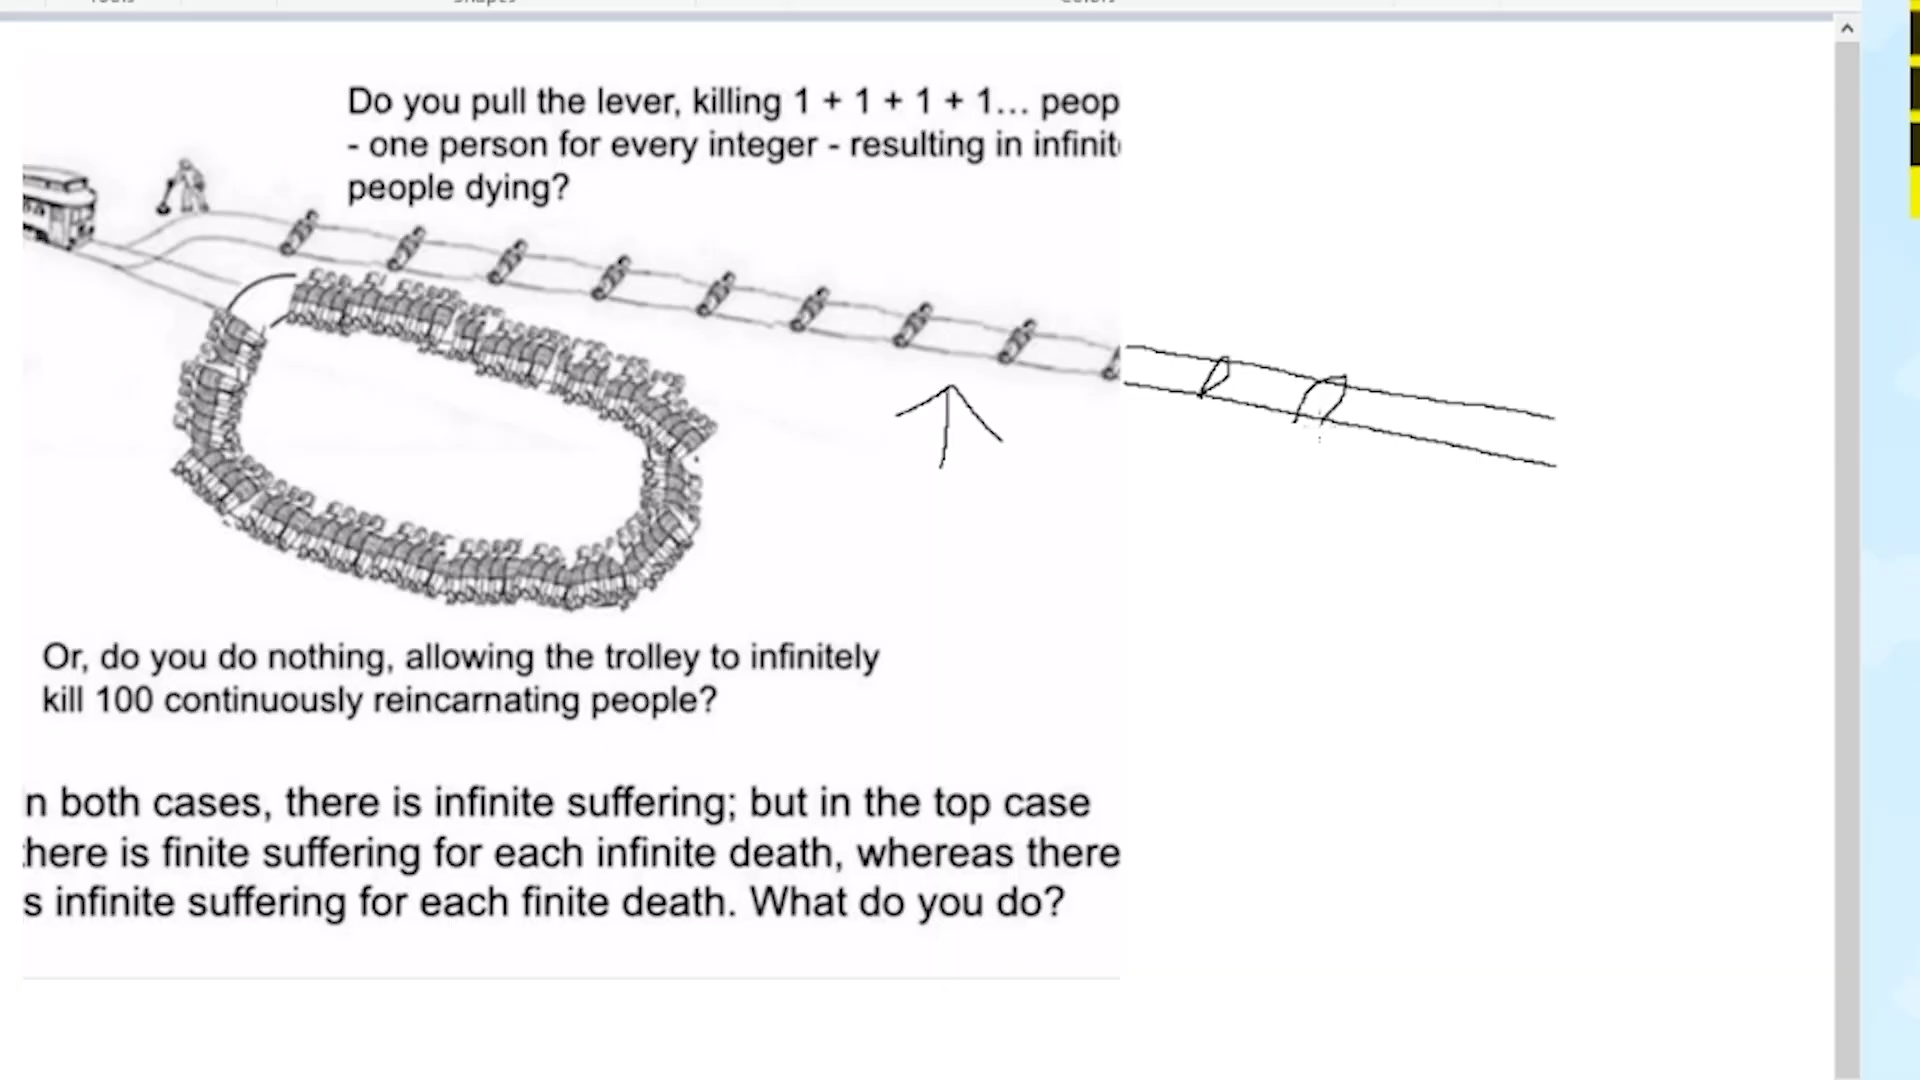 Do you pull the lever, killing 1 + 1 + 1 + 1... peop
- one person for every integer - resulting in infinit
people dying?
Or, do you do nothing, allowing the trolley to infinitely
kill 100 continuously reincarnating people?
n both cases, there is infinite suffering; but in the top case
here is finite suffering for each infinite death, whereas there
s infinite suffering for each finite death. What do you do?